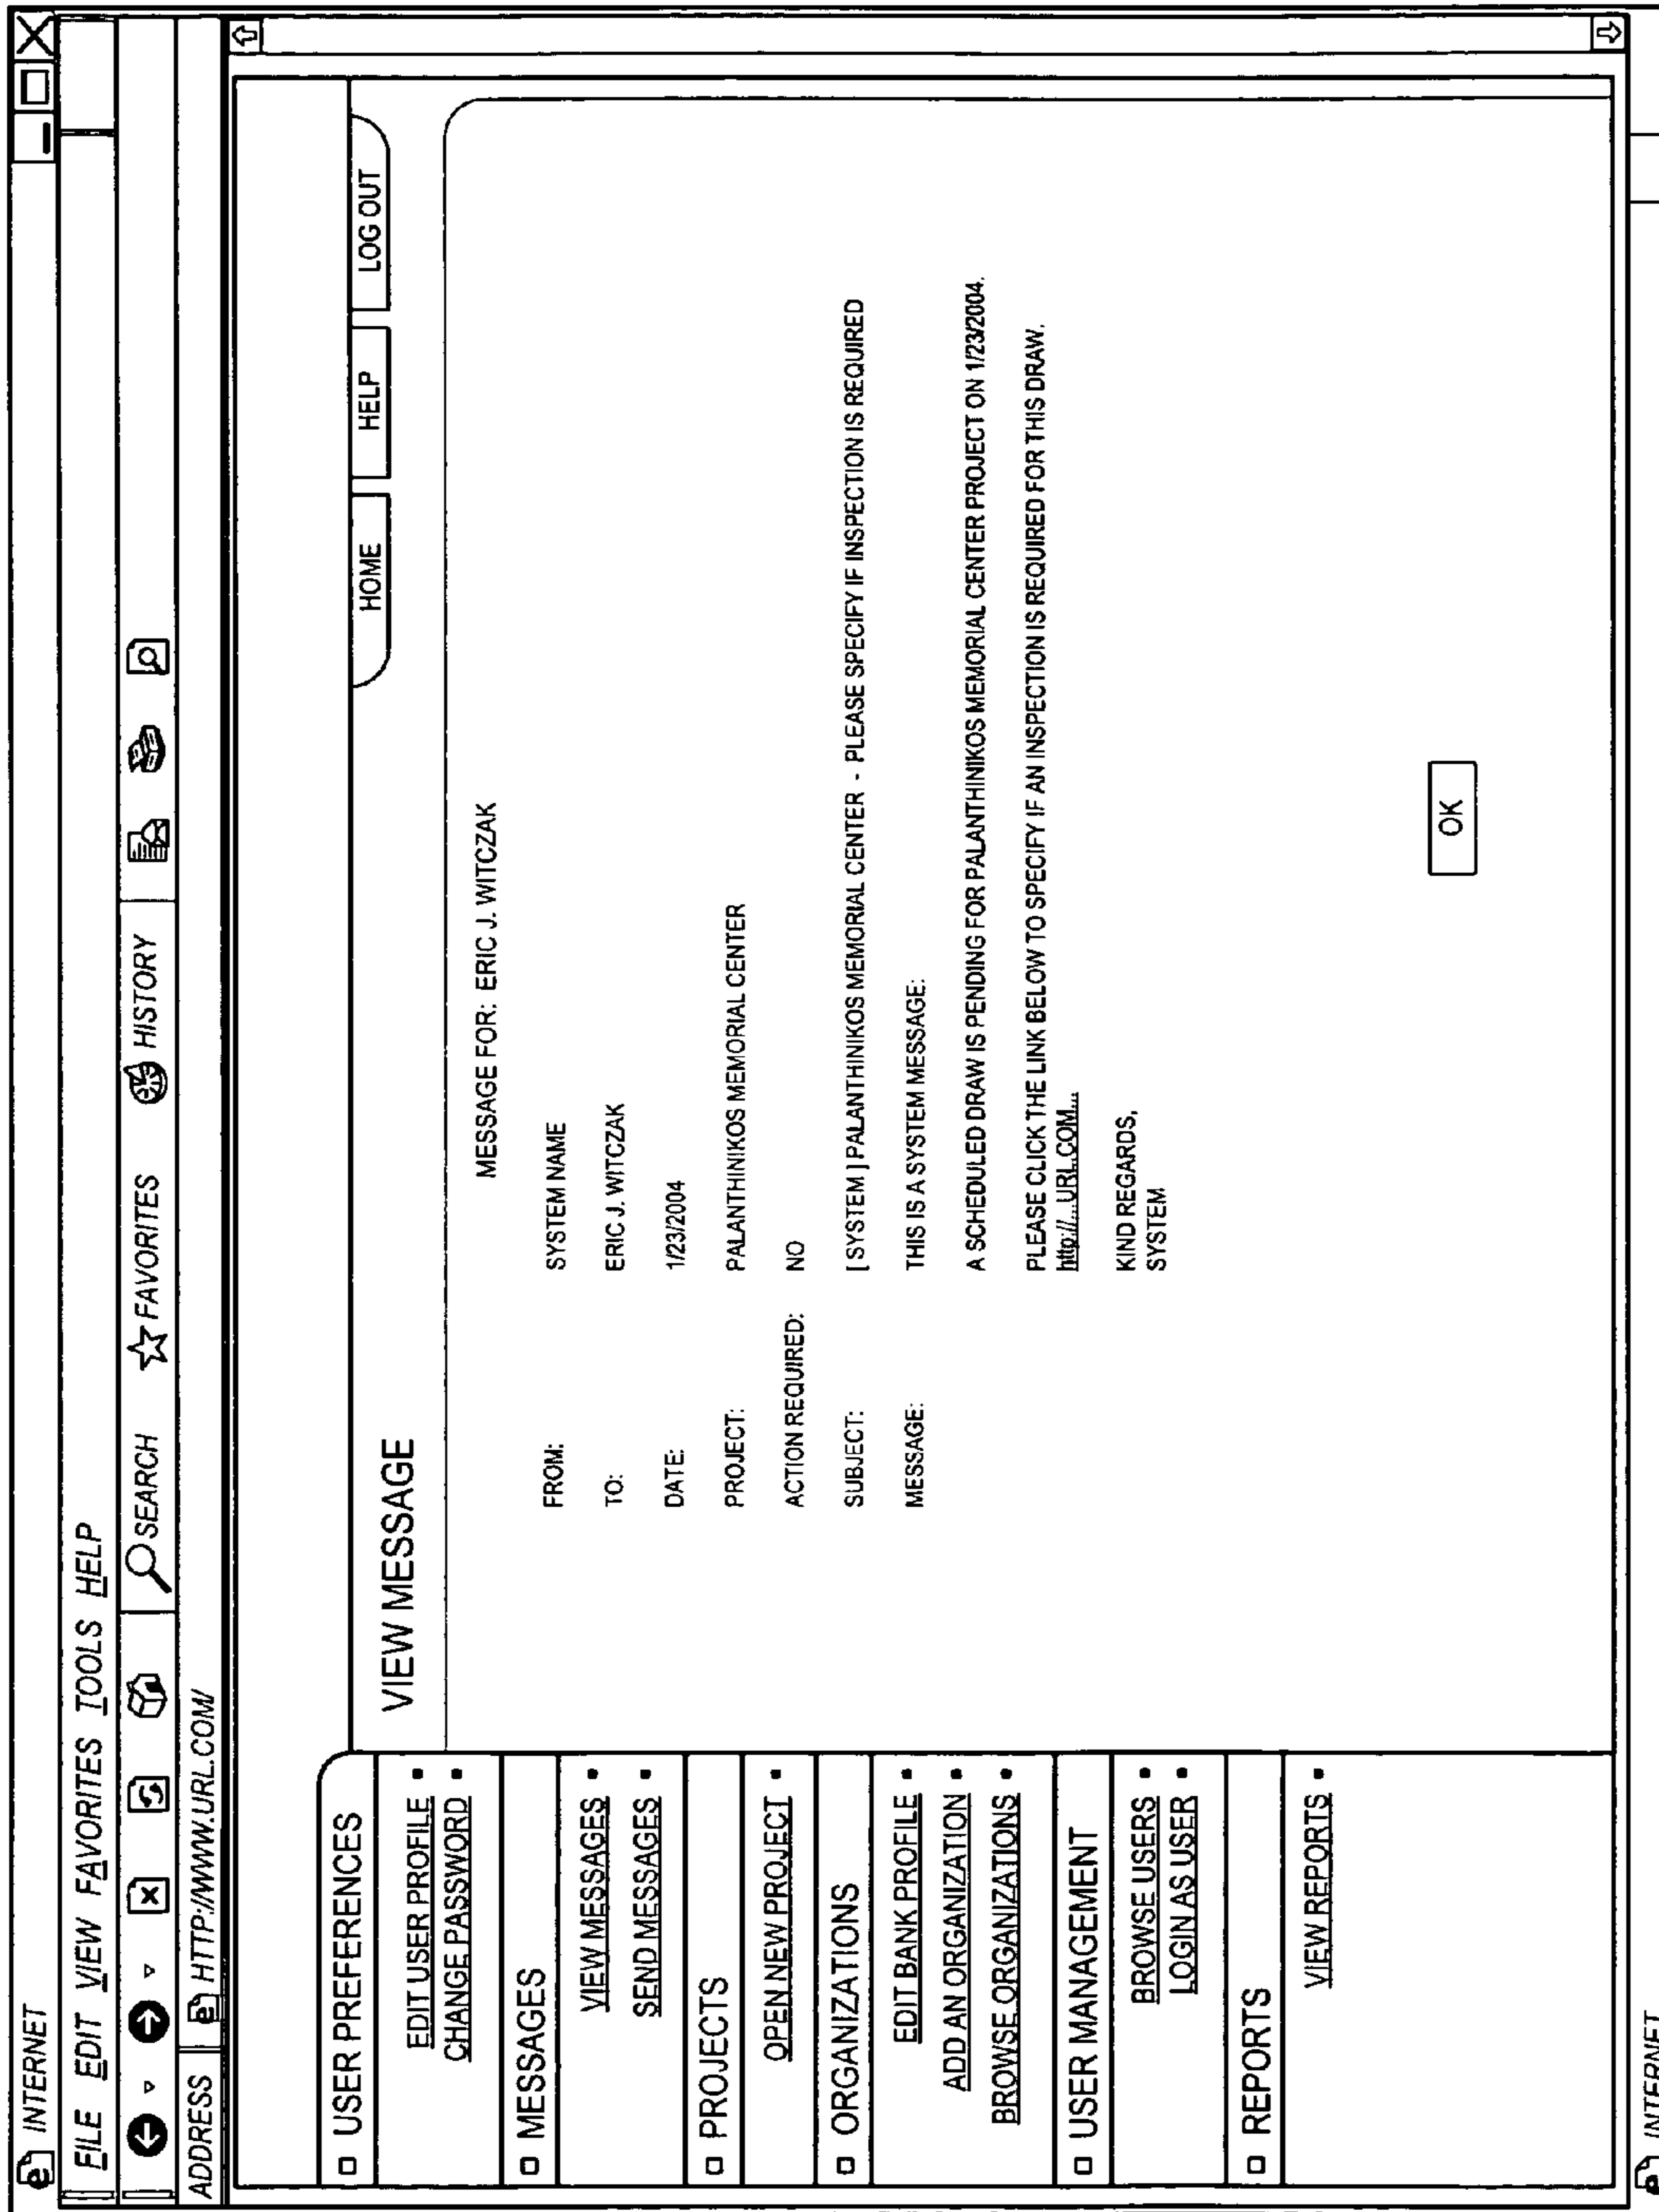 INTERNET
FILE EDIT VIEW FAVORITES TOOLS HELP
SEARCH FAVORITES HISTORY
ADDRESS HTTP://WWW.URL.COM/
HOME HELP LOG OUT
USER PREFERENCES
EDIT USER PROFILE
CHANGE PASSWORD
MESSAGES
VIEW MESSAGES
SEND MESSAGES
PROJECTS
OPEN NEW PROJECT
ORGANIZATIONS
EDIT BANK PROFILE
ADD AN ORGANIZATION
BROWSE ORGANIZATIONS
USER MANAGEMENT
BROWSE USERS
LOGIN AS USER
REPORTS
VIEW REPORTS
VIEW MESSAGE
MESSAGE FOR: ERIC J. WITCZAK
FROM: SYSTEM NAME
TO: ERIC J. WITCZAK
DATE: 1/23/2004
PROJECT: PALANTHINIKOS MEMORIAL CENTER
ACTION REQUIRED: NO
SUBJECT: [ SYSTEM ] PALANTHINIKOS MEMORIAL CENTER - PLEASE SPECIFY IF INSPECTION IS REQUIRED
MESSAGE: THIS IS A SYSTEM MESSAGE:
A SCHEDULED DRAW IS PENDING FOR PALANTHINIKOS MEMORIAL CENTER PROJECT ON 1/23/2004.
PLEASE CLICK THE LINK BELOW TO SPECIFY IF AN INSPECTION IS REQUIRED FOR THIS DRAW.
http://...URL.COM...
KIND REGARDS,
SYSTEM
OK
INTERNET